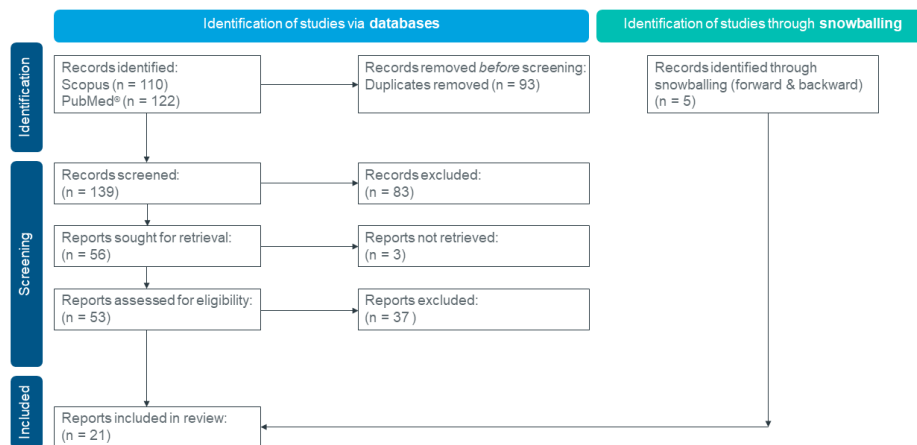 Identification of studies via databases
Identification of studies through snowballing
Identification
Records identified:
Scopus (n = 110)
PubMed® (n = 122)
Records removed before screening:
Duplicates removed (n = 93)
Records identified through
snowballing (forward & backward)
(n = 5)
Screening
Records screened:
(n = 139)
Records excluded:
(n = 83)
Reports sought for retrieval:
(n = 56)
Reports not retrieved:
(n = 3)
Reports assessed for eligibility:
(n = 53)
Reports excluded:
(n = 37 )
Included
Reports included in review:
(n = 21)